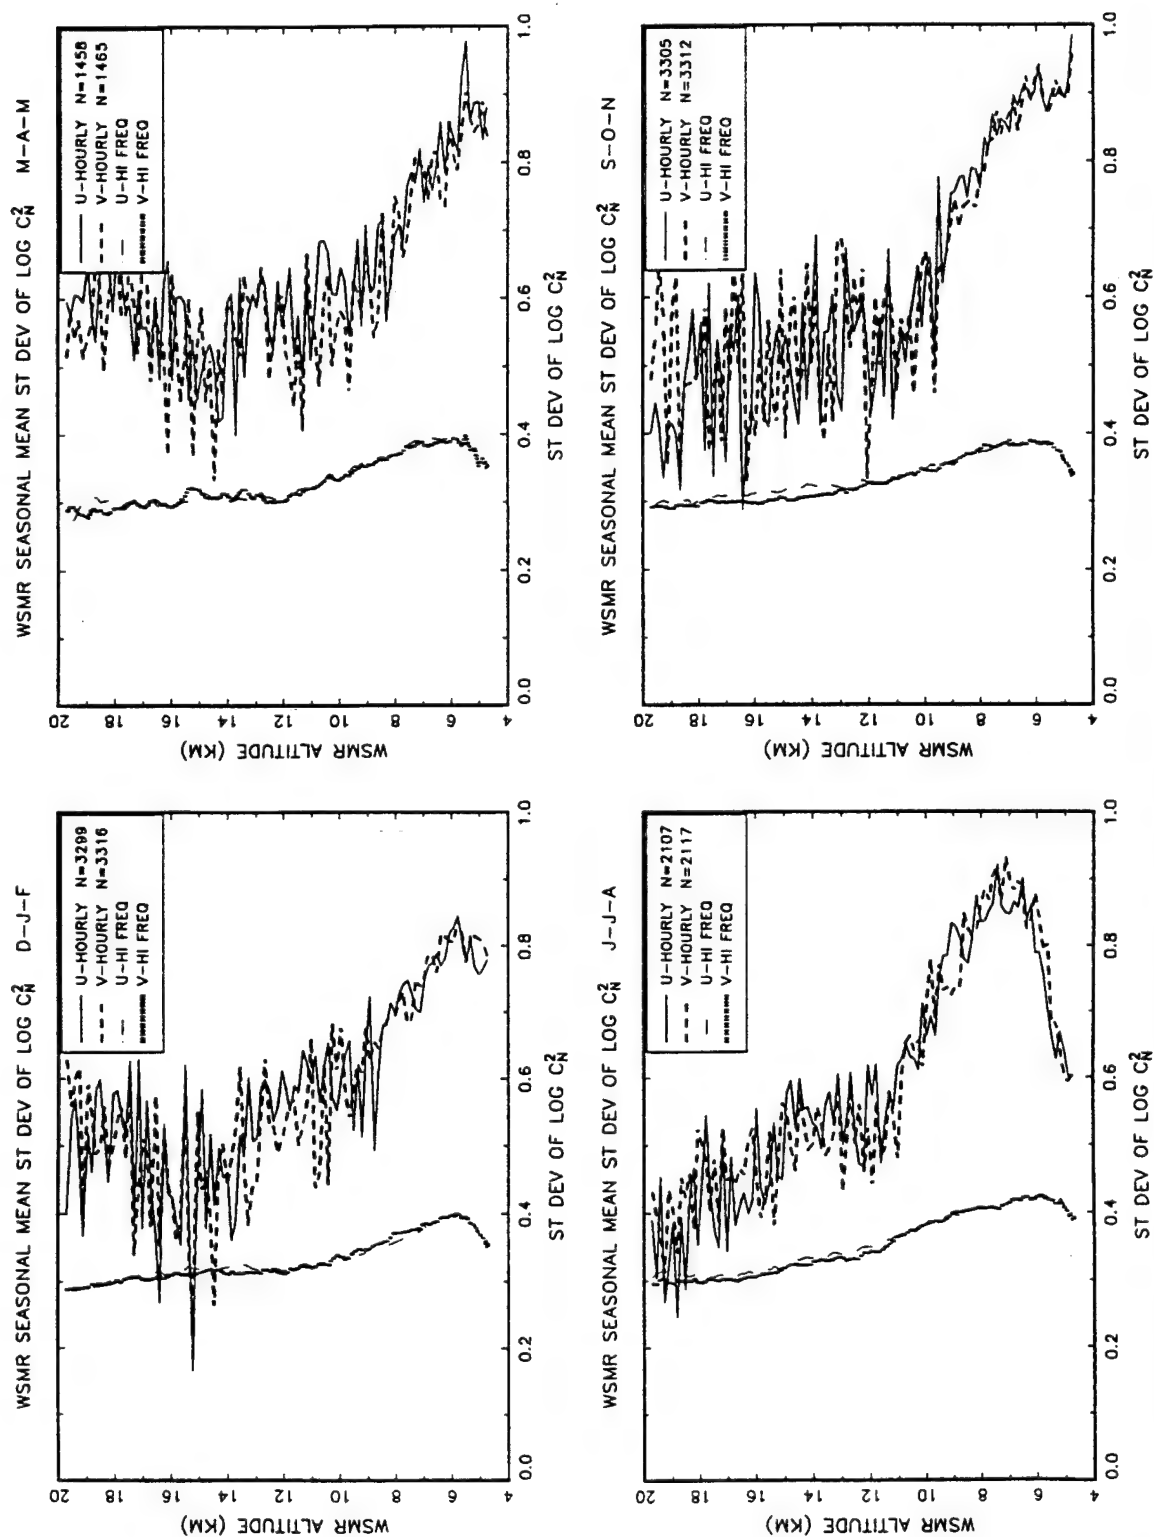 WSMR SEASONAL MEAN ST DEV OF LOG C²N D-J-F
U-HOURLY N=3299
V-HOURLY N=3316
U-HI FREQ
V-HI FREQ
WSMR ALTITUDE (KM)
20
18
16
14
12
10
8
6
4
0.0
0.2
0.4
0.6
0.8
1.0
ST DEV OF LOG C²N
WSMR SEASONAL MEAN ST DEV OF LOG C²N M-A-M
U-HOURLY N=1458
V-HOURLY N=1465
U-HI FREQ
V-HI FREQ
WSMR ALTITUDE (KM)
20
18
16
14
12
10
8
6
4
0.0
0.2
0.4
0.6
0.8
1.0
ST DEV OF LOG C²N
WSMR SEASONAL MEAN ST DEV OF LOG C²N J-J-A
U-HOURLY N=2107
V-HOURLY N=2117
U-HI FREQ
V-HI FREQ
WSMR ALTITUDE (KM)
20
18
16
14
12
10
8
6
4
0.0
0.2
0.4
0.6
0.8
1.0
ST DEV OF LOG C²N
WSMR SEASONAL MEAN ST DEV OF LOG C²N S-O-N
U-HOURLY N=3305
V-HOURLY N=3312
U-HI FREQ
V-HI FREQ
WSMR ALTITUDE (KM)
20
18
16
14
12
10
8
6
4
0.0
0.2
0.4
0.6
0.8
1.0
ST DEV OF LOG C²N